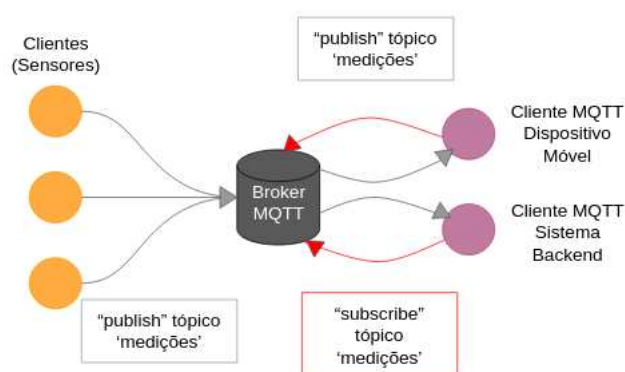 Clientes
(Sensores)
“publish” tópico
‘medições’
Cliente MQTT
Dispositivo
Móvel
Broker
MQTT
Cliente MQTT
Sistema
Backend
“publish” tópico
‘medições’
“subscribe”
tópico
‘medições’